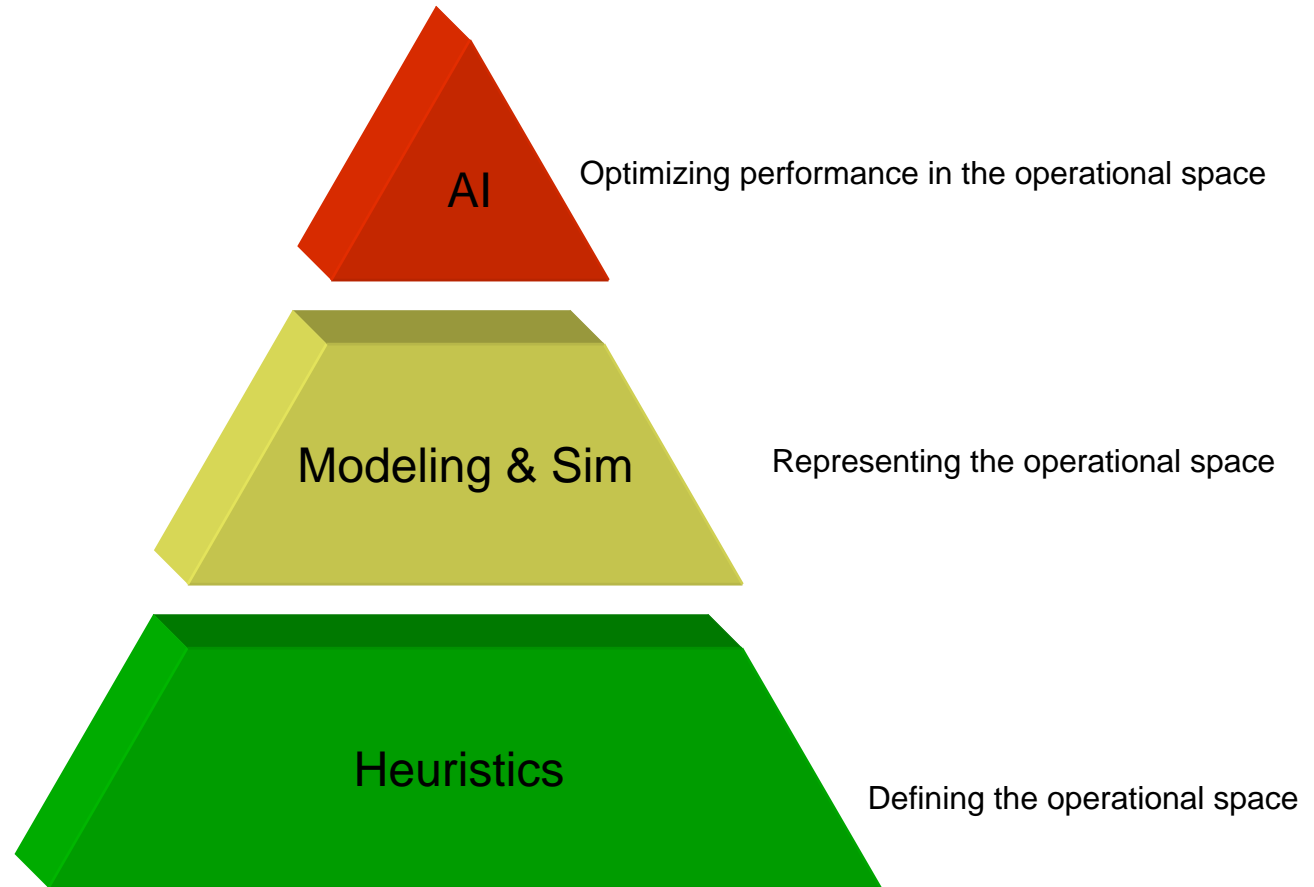 AI
Optimizing performance in the operational space
Modeling & Sim
Representing the operational space
Heuristics
Defining the operational space